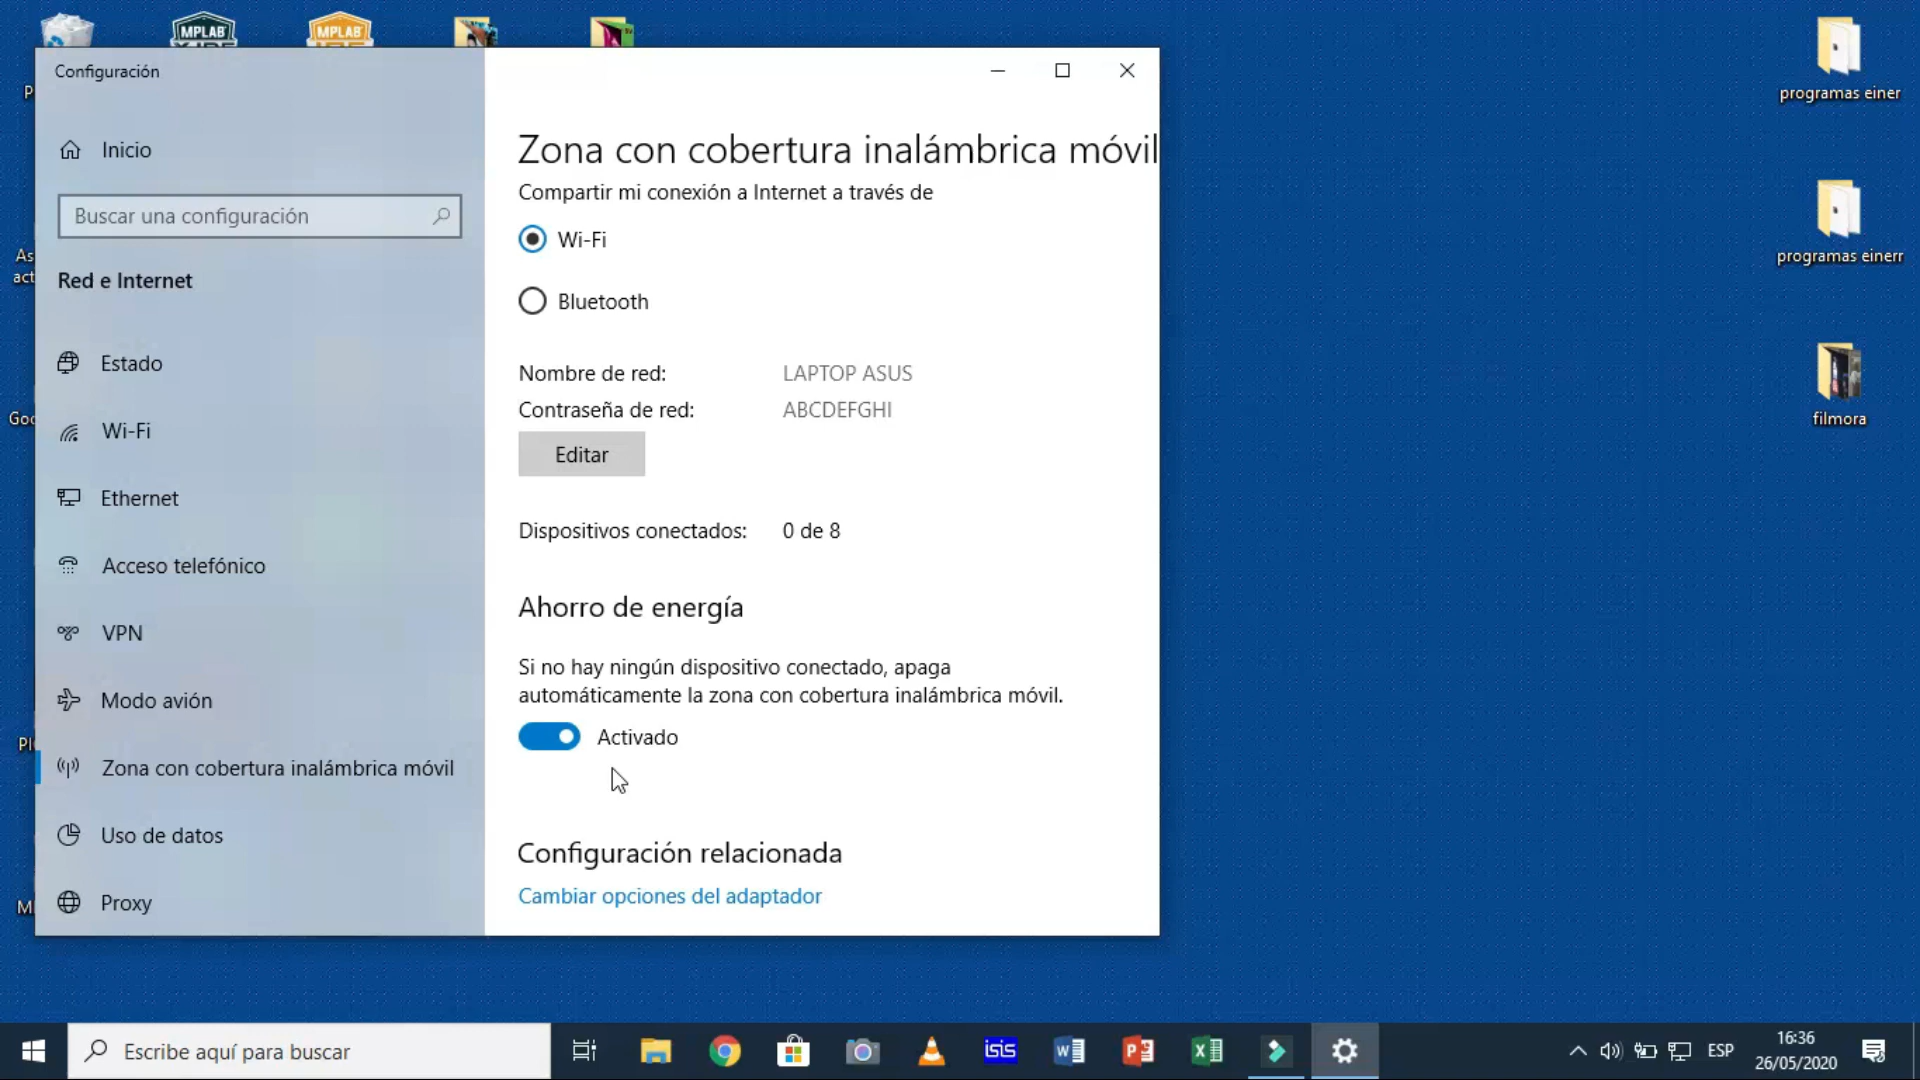 MPLAB
MPLAB
Configuración
Inicio
Buscar una configuración
Red e Internet
Estado
Wi-Fi
Ethernet
Acceso telefónico
VPN
Modo avión
Zona con cobertura inalámbrica móvil
Uso de datos
Proxy
Zona con cobertura inalámbrica móvil
Compartir mi conexión a Internet a través de
Wi-Fi
Bluetooth
Nombre de red: LAPTOP ASUS
Contraseña de red: ABCDEFGHI
Editar
Dispositivos conectados: 0 de 8
Ahorro de energía
Si no hay ningún dispositivo conectado, apaga
automáticamente la zona con cobertura inalámbrica móvil.
Activado
Configuración relacionada
Cambiar opciones del adaptador
programas einer
programas einerr
filmora
Escribe aquí para buscar
isis
ESP
16:36
26/05/2020